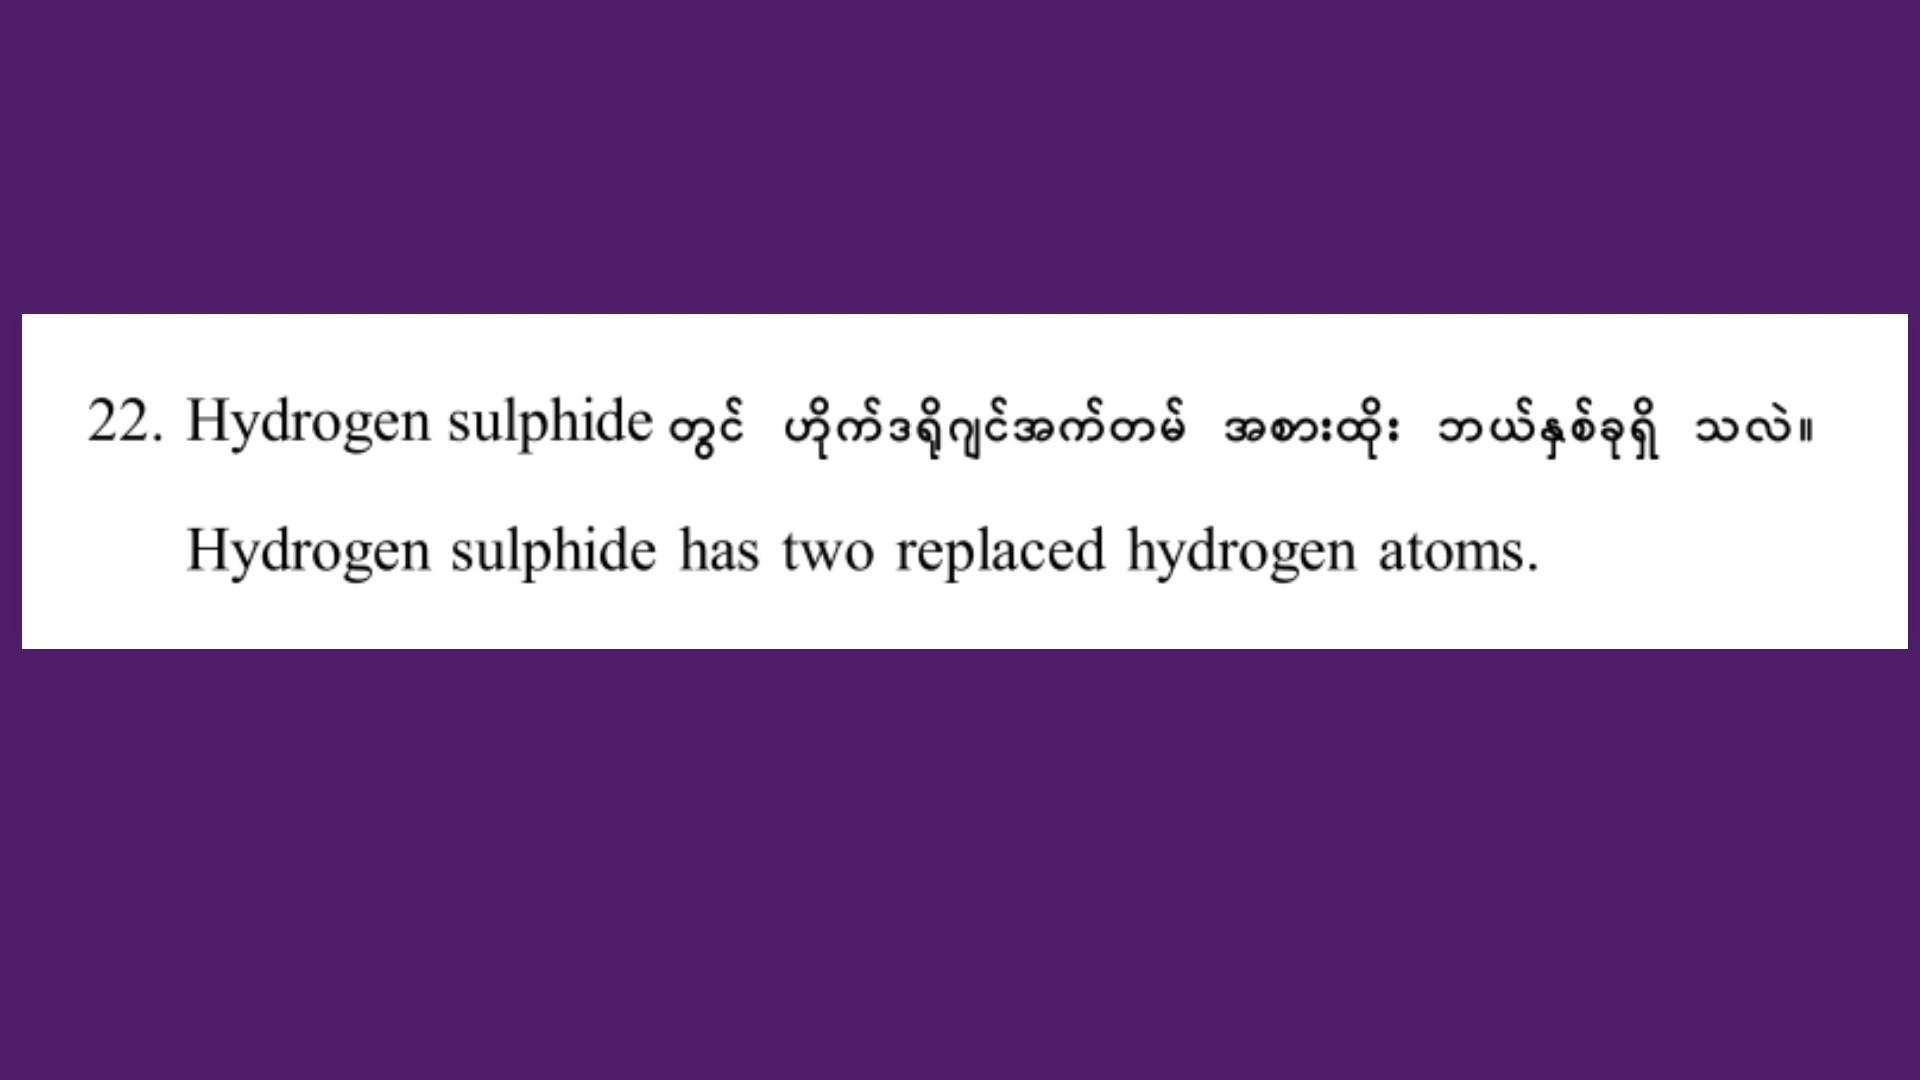 22. Hydrogen sulphide တွင် ဟိုက်ဒရိုဂျင်အက်တမ် အစားထိုး ဘယ်နှစ်ခုရှိ သလဲ။
Hydrogen sulphide has two replaced hydrogen atoms.